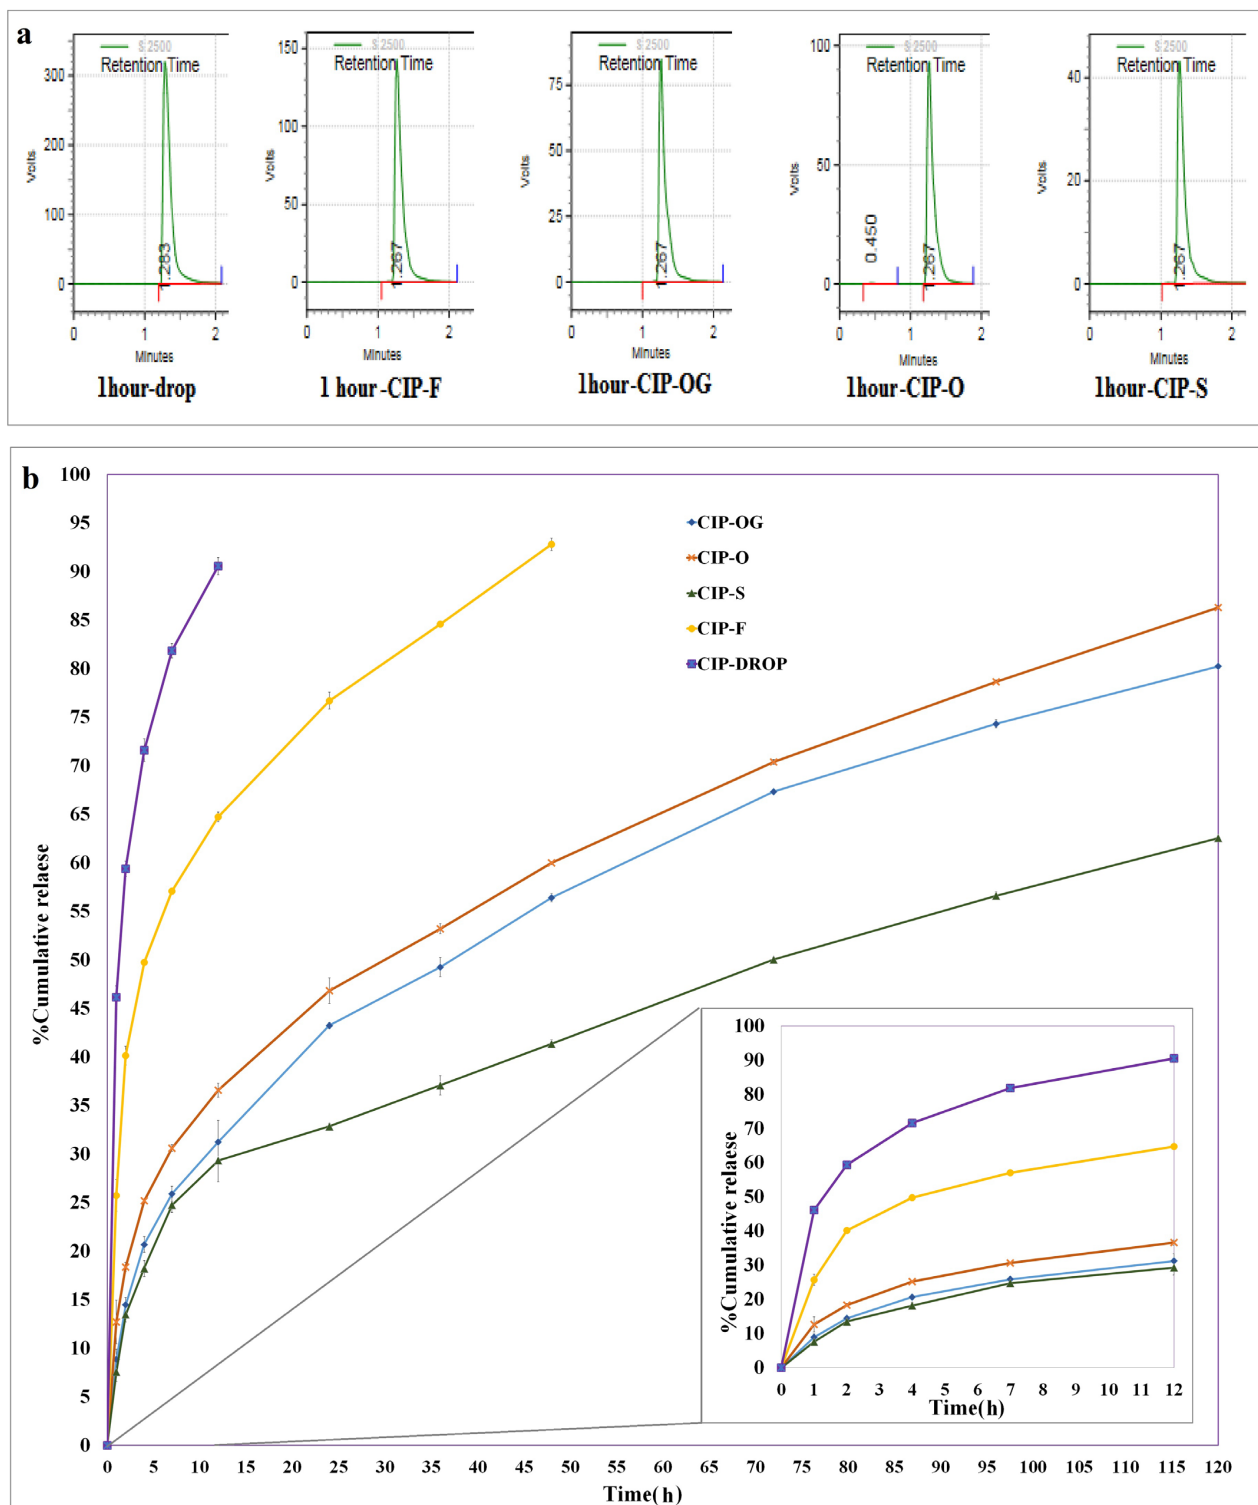 a
S 2500
Retention Time
300
200
100
0
Volts
1.283
0 1 2
Minutes
1hour-drop
S 2500
Retention Time
150
100
50
0
Volts
1.267
0 1 2
Minutes
1 hour-CIP-F
S 2500
Retention Time
75
50
25
0
Volts
1.267
0 1 2
Minutes
1hour-CIP-OG
S 2500
Retention Time
100
50
0
Volts
0.450
1.267
0 1 2
Minutes
1hour-CIP-O
S 2500
Retention Time
40
20
0
Volts
1.267
0 1 2
Minutes
1hour-CIP-S
b
100
95
90
85
80
75
70
65
60
55
50
45
40
35
30
25
20
15
10
5
0
%Cumulative relaese
CIP-OG
CIP-O
CIP-S
CIP-F
CIP-DROP
100
90
80
70
60
50
40
30
20
10
0
%Cumulative relaese
0 1 2 3 4 6 7 8 9 10 11 12
Time(h)
0 5 10 15 20 25 30 35 40 45 50 55 60 65 70 75 80 85 90 95 100 105 110 115 120
Time(h)